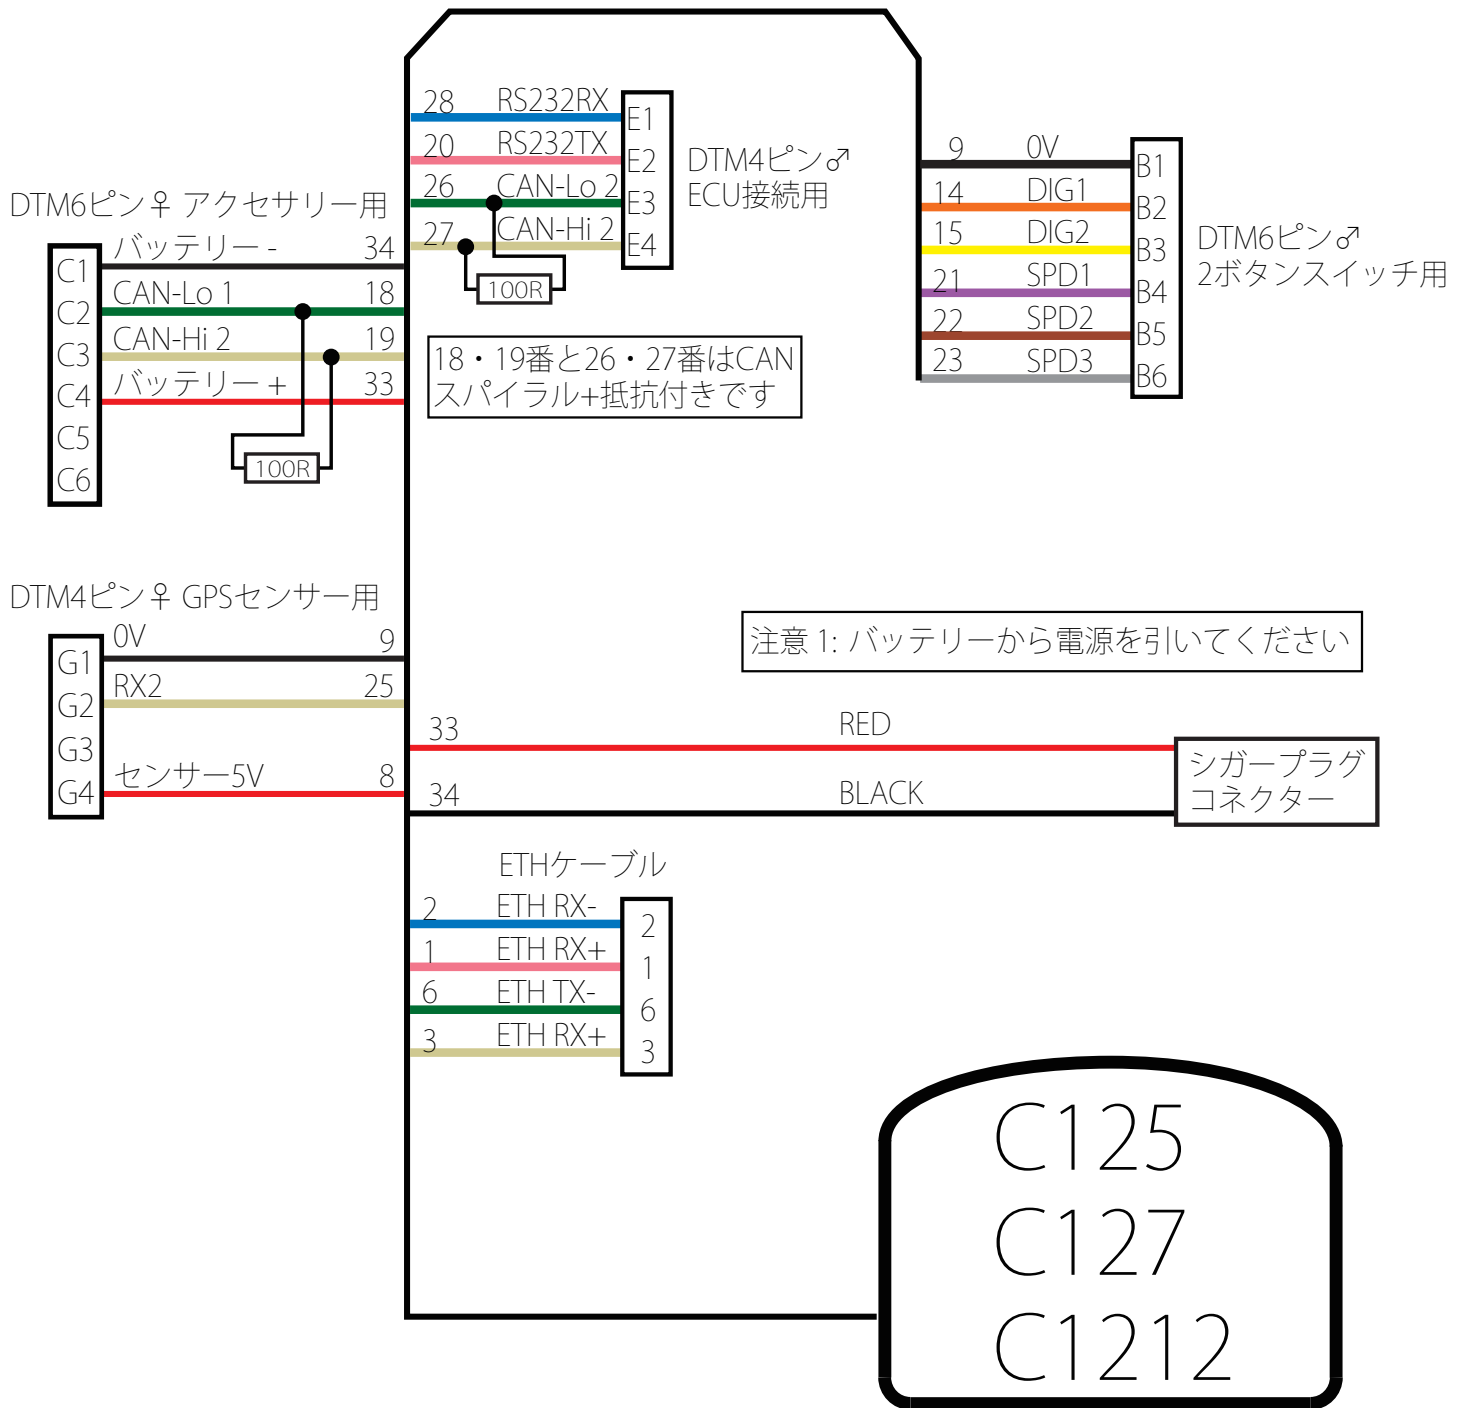 28 RS232RX E1
20 RS232TX E2
26 CAN-Lo 2 E3
27 CAN-Hi 2 E4
DTM4ピン♂
ECU接続用
100R
9 0V B1
14 DIG1 B2
15 DIG2 B3
21 SPD1 B4
22 SPD2 B5
23 SPD3 B6
DTM6ピン♂
2ボタンスイッチ用
DTM6ピン♀ アクセサリー用
C1 バッテリー - 34
C2 CAN-Lo 1 18
C3 CAN-Hi 2 19
C4 バッテリー + 33
C5
C6
100R
18・19番と26・27番はCAN
スパイラル+抵抗付きです
DTM4ピン♀ GPSセンサー用
G1 0V 9
G2 RX2 25
G3
G4 センサー5V 8
注意 1: バッテリーから電源を引いてください
33 RED
34 BLACK
シガープラグ
コネクター
ETHケーブル
2 ETH RX- 2
1 ETH RX+ 1
6 ETH TX- 6
3 ETH RX+ 3
C125
C127
C1212